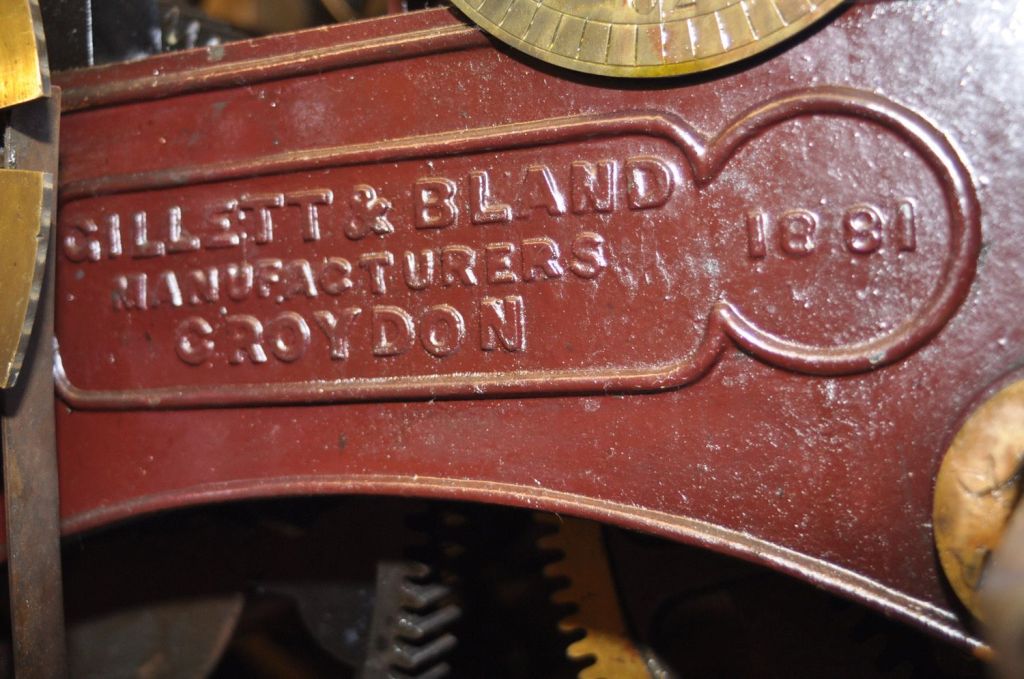 GILLETT & BLAND
MANUFACTURERS
CROYDON
1881